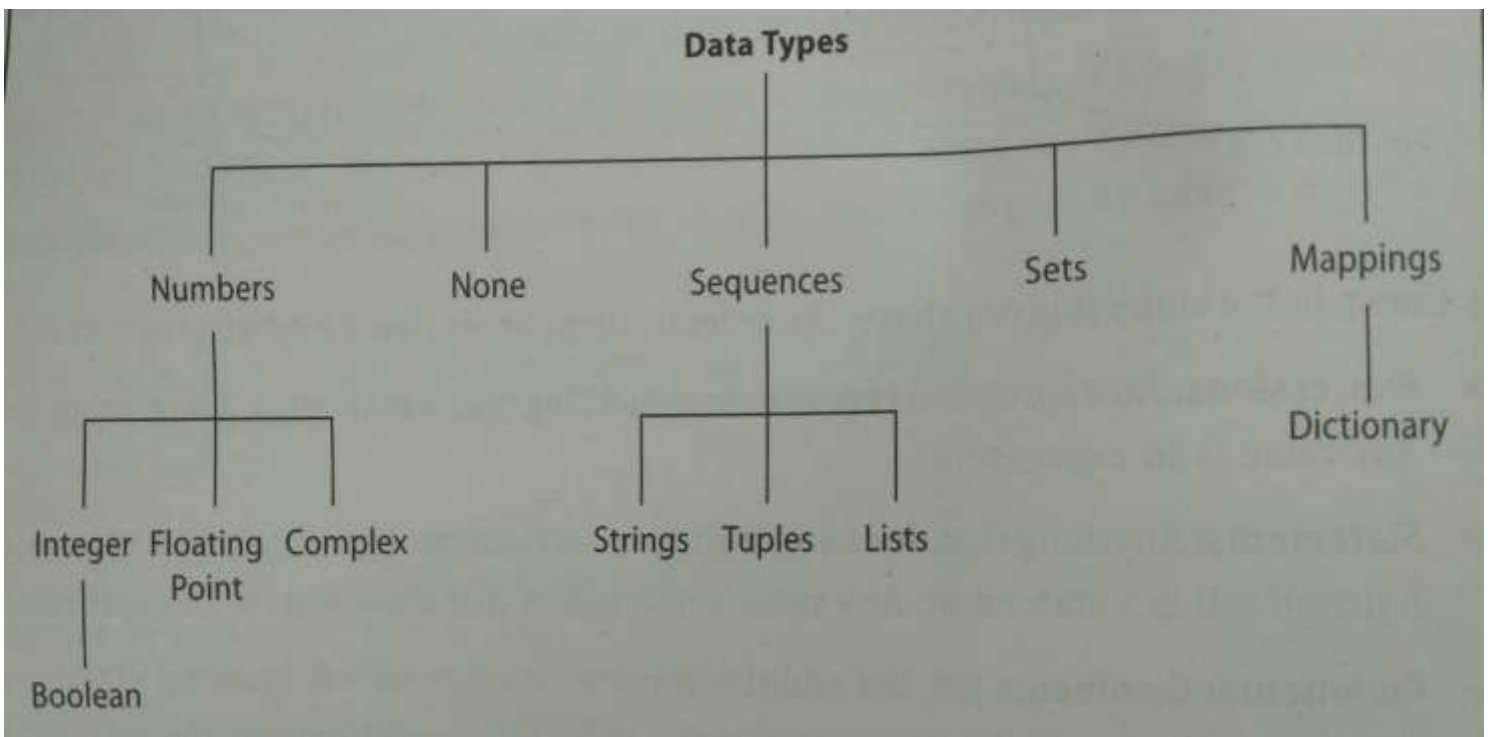 Data Types
Numbers
None
Sequences
Sets
Mappings
Integer
Floating
Point
Complex
Strings
Tuples
Lists
Dictionary
Boolean